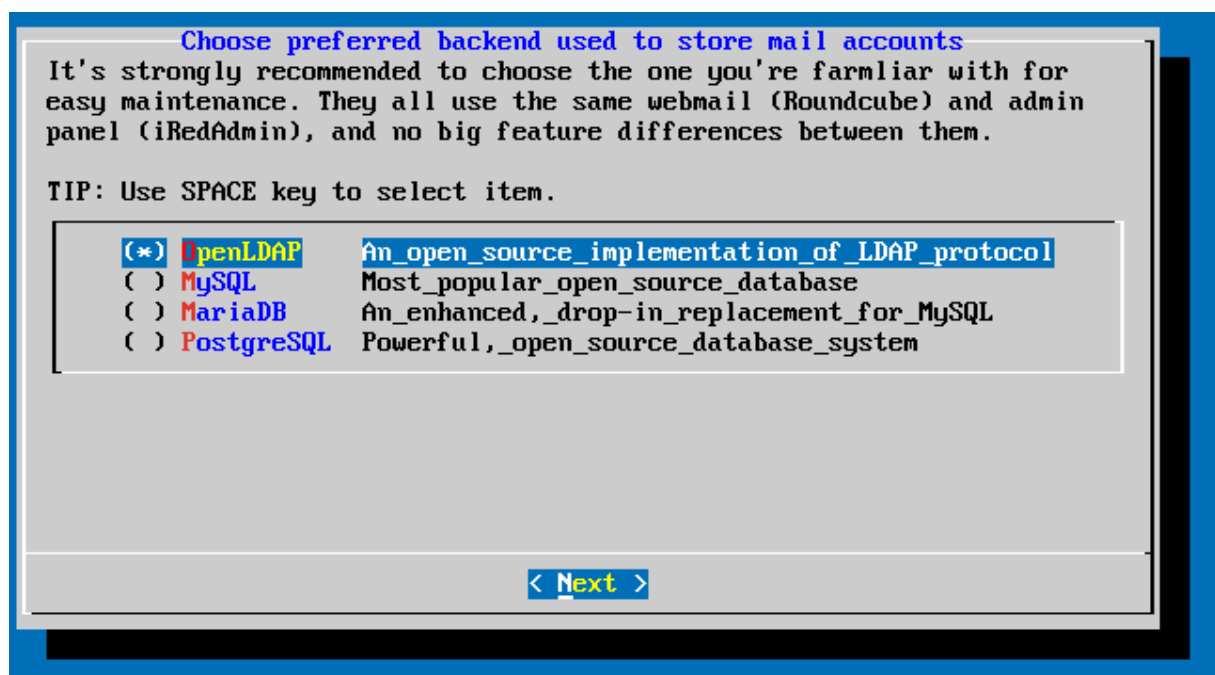 Choose preferred backend used to store mail accounts
It's strongly recommended to choose the one you're farmliar with for
easy maintenance. They all use the same webmail (Roundcube) and admin
panel (iRedAdmin), and no big feature differences between them.
TIP: Use SPACE key to select item.
(*) OpenLDAP An_open_source_implementation_of_LDAP_protocol
( ) MySQL Most_popular_open_source_database
( ) MariaDB An_enhanced,_drop-in_replacement_for_MySQL
( ) PostgreSQL Powerful,_open_source_database_system
< Next >